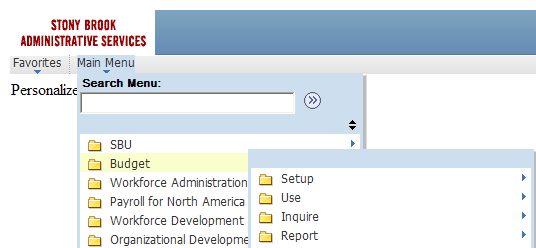 STONY BROOK
ADMINISTRATIVE SERVICES
Favorites Main Menu
Personalize
Search Menu:
SBU
Budget
Workforce Administration
Payroll for North America
Workforce Development
Organizational Developme
Setup
Use
Inquire
Report